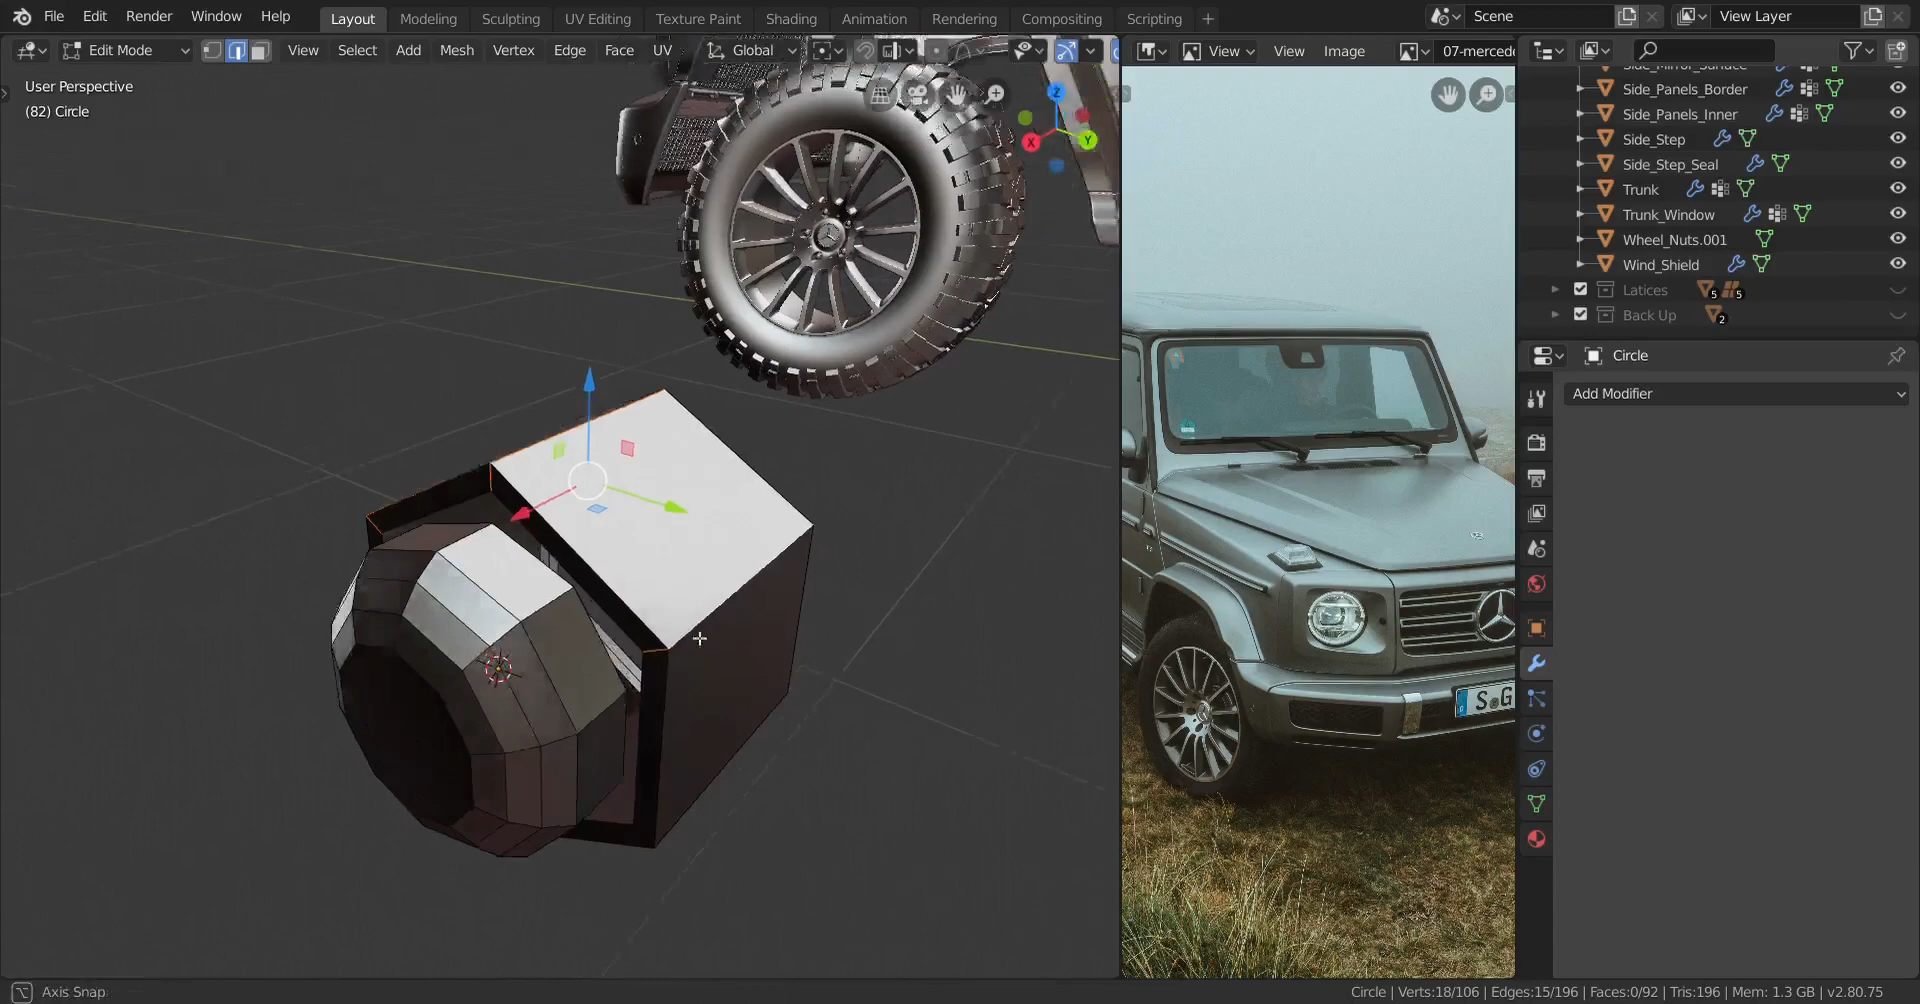 File Edit Render Window Help
Layout Modeling Sculpting UV Editing Texture Paint Shading Animation Rendering Compositing Scripting +
Scene
View Layer
Edit Mode View Select Add Mesh Vertex Edge Face UV Global
View View Image 07-mercede
User Perspective
(82) Circle
Z
X
Y
Side_Mirror_Surface
Side_Panels_Border
Side_Panels_Inner
Side_Step
Side_Step_Seal
Trunk
Trunk_Window
Wheel_Nuts.001
Wind_Shield
Latices 5 5
Back Up 2
Circle
Add Modifier
S G
Axis Snap
Circle | Verts:18/106 | Edges:15/196 | Faces:0/92 | Tris:196 | Mem: 1.3 GB | v2.80.75